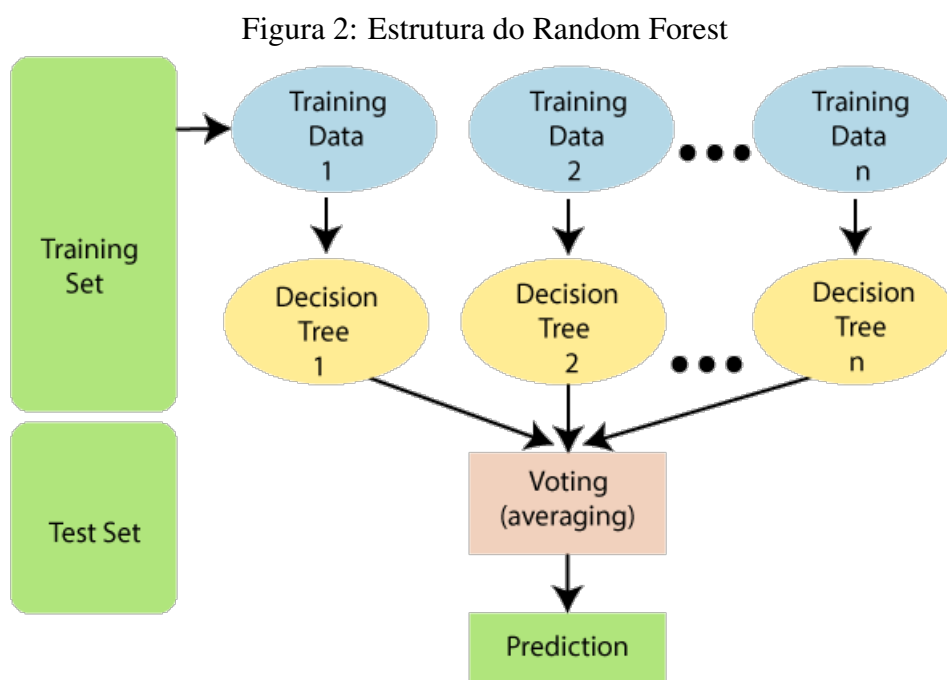 Figura 2: Estrutura do Random Forest
Training
Data
1
Training
Data
2
Training
Data
n
Training
Set
Decision
Tree
1
Decision
Tree
2
Decision
Tree
n
Test Set
Voting
(averaging)
Prediction